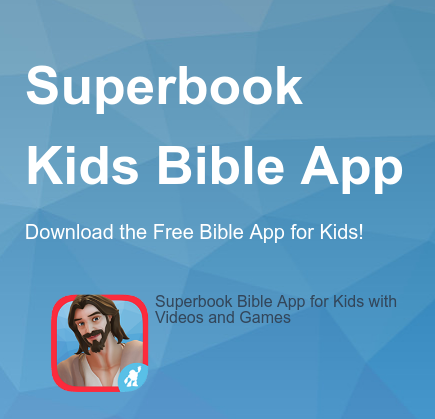 Superbook
Kids Bible App
Download the Free Bible App for Kids!
Superbook Bible App for Kids with
Videos and Games